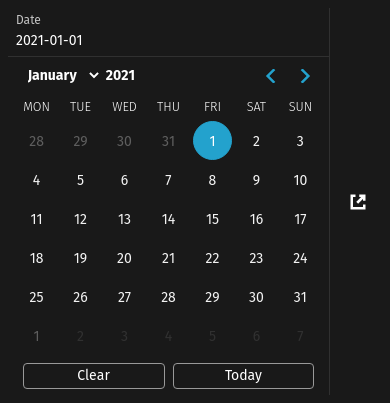 Date
2021-01-01
January 2021
MON TUE WED THU FRI SAT SUN
28 29 30 31 1 2 3
4 5 6 7 8 9 10
11 12 13 14 15 16 17
18 19 20 21 22 23 24
25 26 27 28 29 30 31
1 2 3 4 5 6 7
Clear Today